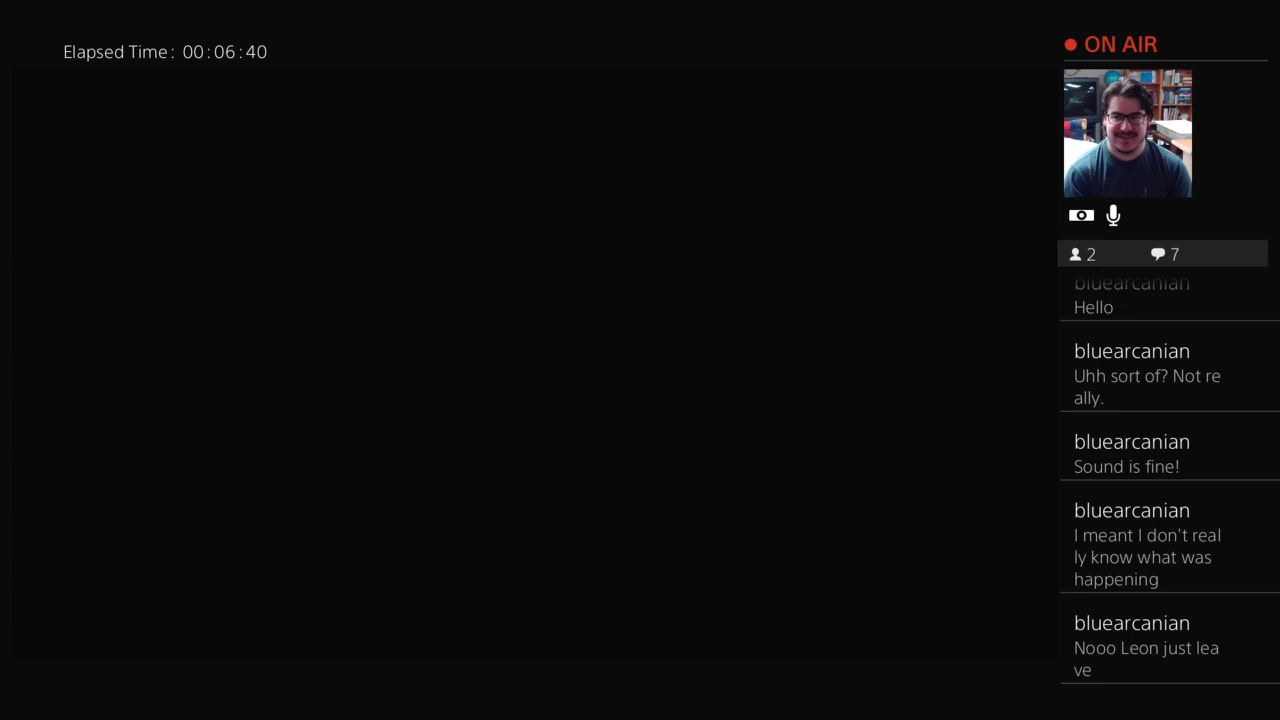 Elapsed Time: 00:06:40
ON AIR
2 7
bluearcanian
Hello
bluearcanian
Uhh sort of? Not re
ally.
bluearcanian
Sound is fine!
bluearcanian
I meant I don't real
ly know what was
happening
bluearcanian
Nooo Leon just lea
ve